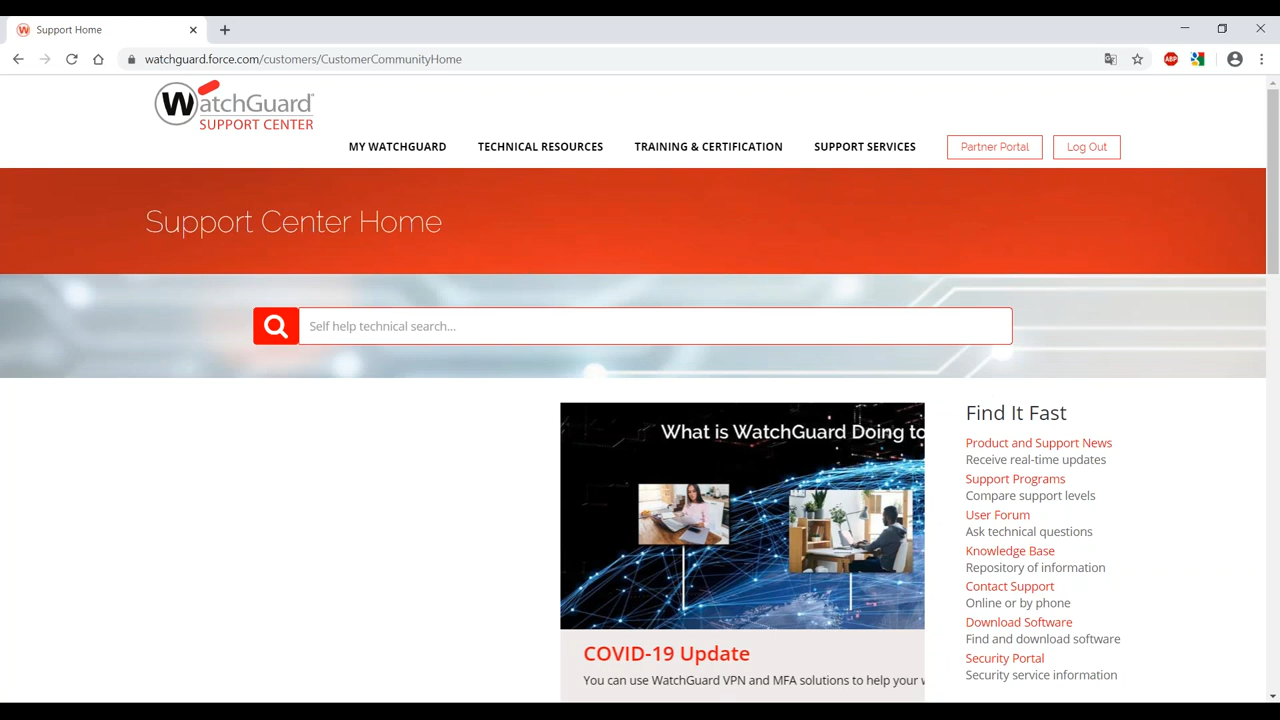 Support Home
watchguard.force.com/customers/CustomerCommunityHome
ABP
WatchGuard
SUPPORT CENTER
MY WATCHGUARD TECHNICAL RESOURCES TRAINING & CERTIFICATION SUPPORT SERVICES Partner Portal Log Out
Support Center Home
Self help technical search...
What is WatchGuard Doing to
COVID-19 Update
You can use WatchGuard VPN and MFA solutions to help your w
Find It Fast
Product and Support News
Receive real-time updates
Support Programs
Compare support levels
User Forum
Ask technical questions
Knowledge Base
Repository of information
Contact Support
Online or by phone
Download Software
Find and download software
Security Portal
Security service information